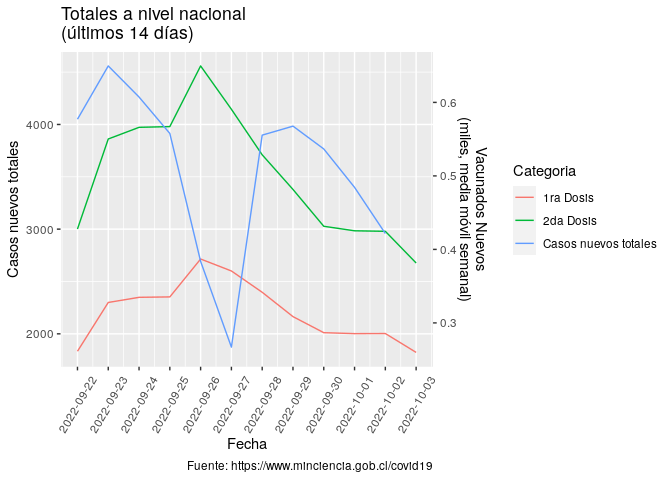 Totales a nivel nacional
(últimos 14 días)
Casos nuevos totales
4000
3000
2000
0.6
0.5
0.4
0.3
Vacunados Nuevos
(miles, media móvil semanal)
2022-09-22
2022-09-23
2022-09-24
2022-09-25
2022-09-26
2022-09-27
2022-09-28
2022-09-29
2022-09-30
2022-10-01
2022-10-02
2022-10-03
Fecha
Categoria
1ra Dosis
2da Dosis
Casos nuevos totales
Fuente: https://www.minciencia.gob.cl/covid19